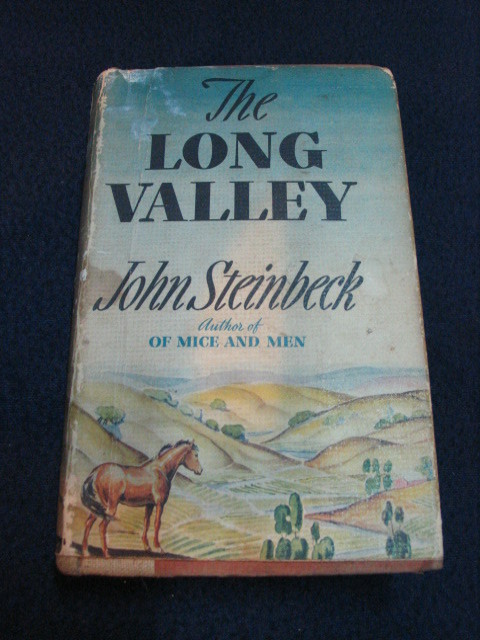 The
LONG
VALLEY
John Steinbeck
Author of
OF MICE AND MEN